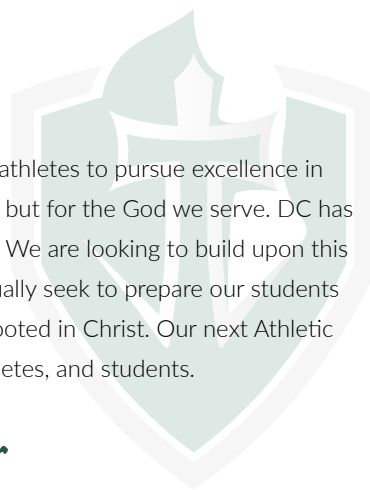 athletes to pursue excellence in
but for the God we serve. DC has
We are looking to build upon this
ally seek to prepare our students
ooted in Christ. Our next Athletic
etes, and students.